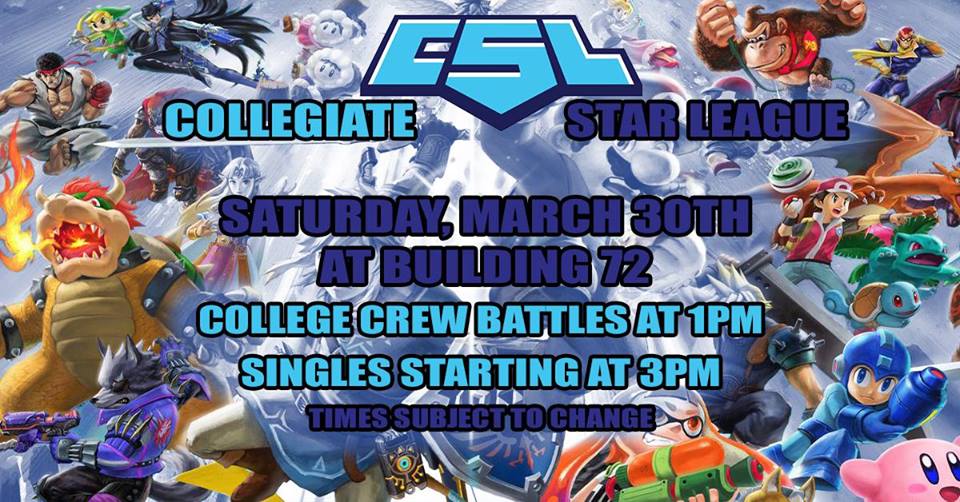 CSL
COLLEGIATE STAR LEAGUE
SATURDAY, MARCH 30TH
AT BUILDING 72
COLLEGE CREW BATTLES AT 1PM
SINGLES STARTING AT 3PM
TIMES SUBJECT TO CHANGE